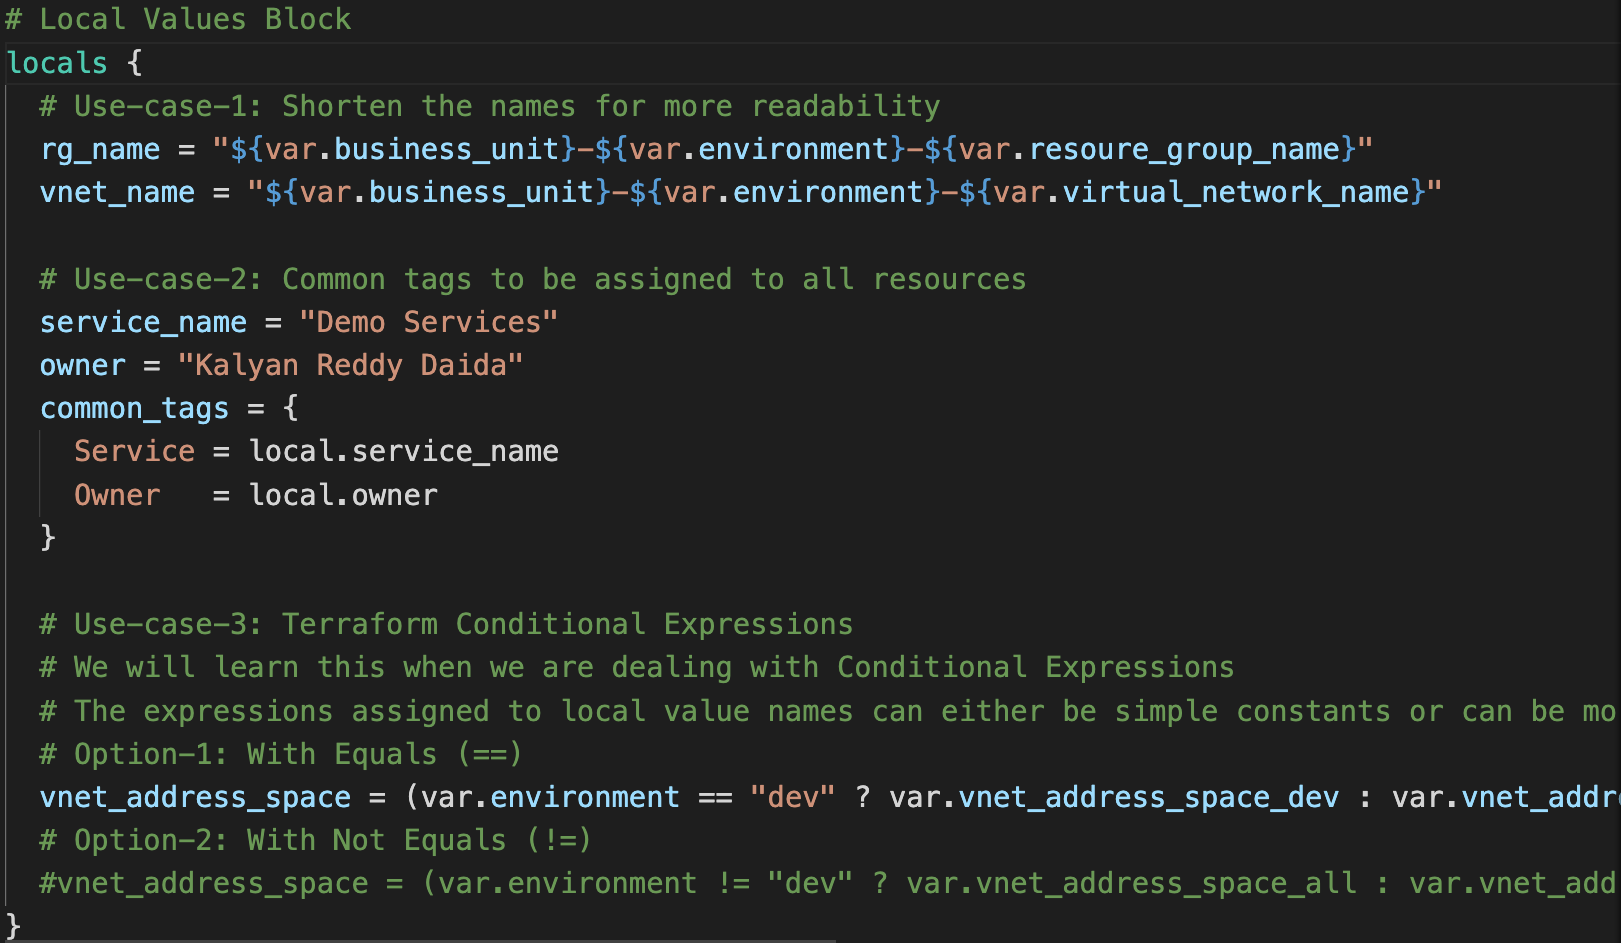 # Local Values Block
locals {
  # Use-case-1: Shorten the names for more readability
  rg_name = "${var.business_unit}-${var.environment}-${var.resoure_group_name}"
  vnet_name = "${var.business_unit}-${var.environment}-${var.virtual_network_name}"
  # Use-case-2: Common tags to be assigned to all resources
  service_name = "Demo Services"
  owner = "Kalyan Reddy Daida"
  common_tags = {
    Service = local.service_name
    Owner   = local.owner
  }
  # Use-case-3: Terraform Conditional Expressions
  # We will learn this when we are dealing with Conditional Expressions
  # The expressions assigned to local value names can either be simple constants or can be mo
  # Option-1: With Equals (==)
  vnet_address_space = (var.environment == "dev" ? var.vnet_address_space_dev : var.vnet_addre
  # Option-2: With Not Equals (!=)
  #vnet_address_space = (var.environment != "dev" ? var.vnet_address_space_all : var.vnet_add
}